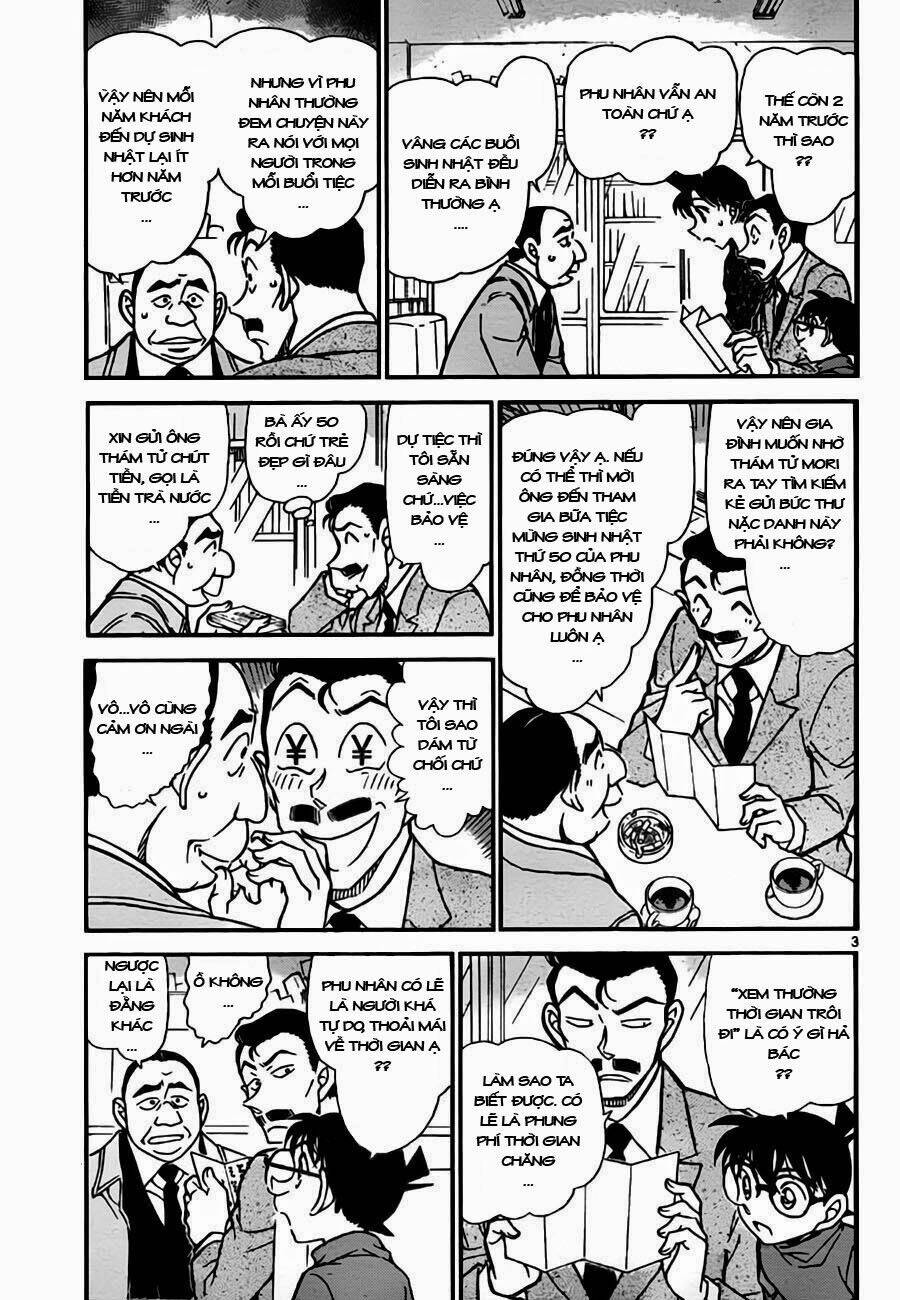 THẾ CÒN 2
NĂM TRƯỚC
THÌ SAO
??
PHU NHÂN VẪN AN
TOÀN CHỨ Ạ
??
VÂNG CÁC BUỔI
SINH NHẬT ĐỀU
DIỄN RA BÌNH
THƯỜNG Ạ
....
NHƯNG VÌ PHU
NHÂN THƯỜNG
ĐEM CHUYỆN NÀY
RA NÓI VỚI MỌI
NGƯỜI TRONG
MỖI BUỔI TIỆC
...
VẬY NÊN MỖI
NĂM KHÁCH
ĐẾN DỰ SINH
NHẬT LẠI ÍT
HƠN NĂM
TRƯỚC
...
VẬY NÊN GIA
ĐÌNH MUỐN NHỜ
THÁM TỬ MORI
RA TAY TÌM KIẾM
KẺ GỬI BỨC THƯ
NẶC DANH NÀY
PHẢI KHÔNG?
...
ĐÚNG VẬY Ạ. NẾU
CÓ THỂ THÌ MỜI
ÔNG ĐẾN THAM
GIA BỮA TIỆC
MỪNG SINH NHẬT
THỨ 50 CỦA PHU
NHÂN, ĐỒNG THỜI
CŨNG ĐỂ BẢO VỆ
CHO PHU NHÂN
LUÔN Ạ
...
DỰ TIỆC THÌ
TÔI SẴN
SÀNG
CHỨ...VIỆC
BẢO VỆ
...
BÀ ẤY 50
RỒI CHỨ TRẺ
ĐẸP GÌ ĐÂU
...
XIN GỬI ÔNG
THÁM TỬ CHÚT
TIỀN, GỌI LÀ
TIỀN TRÀ NƯỚC
...
VẬY THÌ
TÔI SAO
DÁM TỪ
CHỐI CHỨ
...
¥ ¥
VÔ...VÔ CÙNG
CẢM ƠN NGÀI
...
3
"XEM THƯỜNG
THỜI GIAN TRÔI
ĐI" LÀ CÓ Ý GÌ HẢ
BÁC
??
LÀM SAO TA
BIẾT ĐƯỢC. CÓ
LẼ LÀ PHUNG
PHÍ THỜI GIAN
CHĂNG
...
PHU NHÂN CÓ LẼ
LÀ NGƯỜI KHÁ
TỰ DO, THOẢI MÁI
VỀ THỜI GIAN Ạ
??
Ồ KHÔNG
...
NGƯỢC
LẠI LÀ
ĐẰNG
KHÁC
...